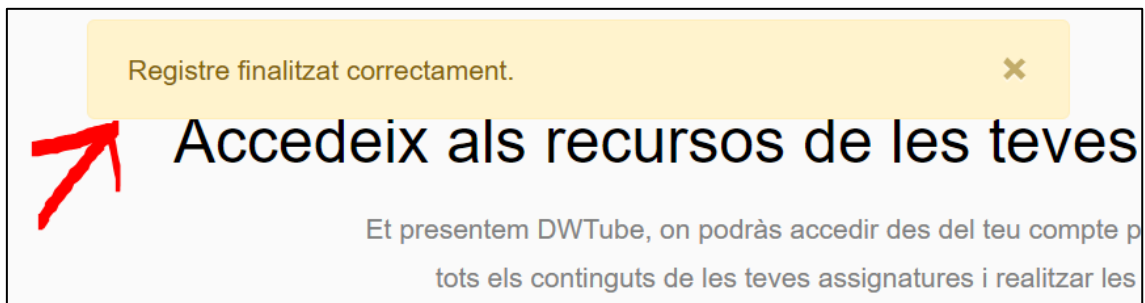 Registre finalitzat correctament.
Accedeix als recursos de les teves
Et presentem DWTube, on podràs accedir des del teu compte p
tots els continguts de les teves assignatures i realitzar les